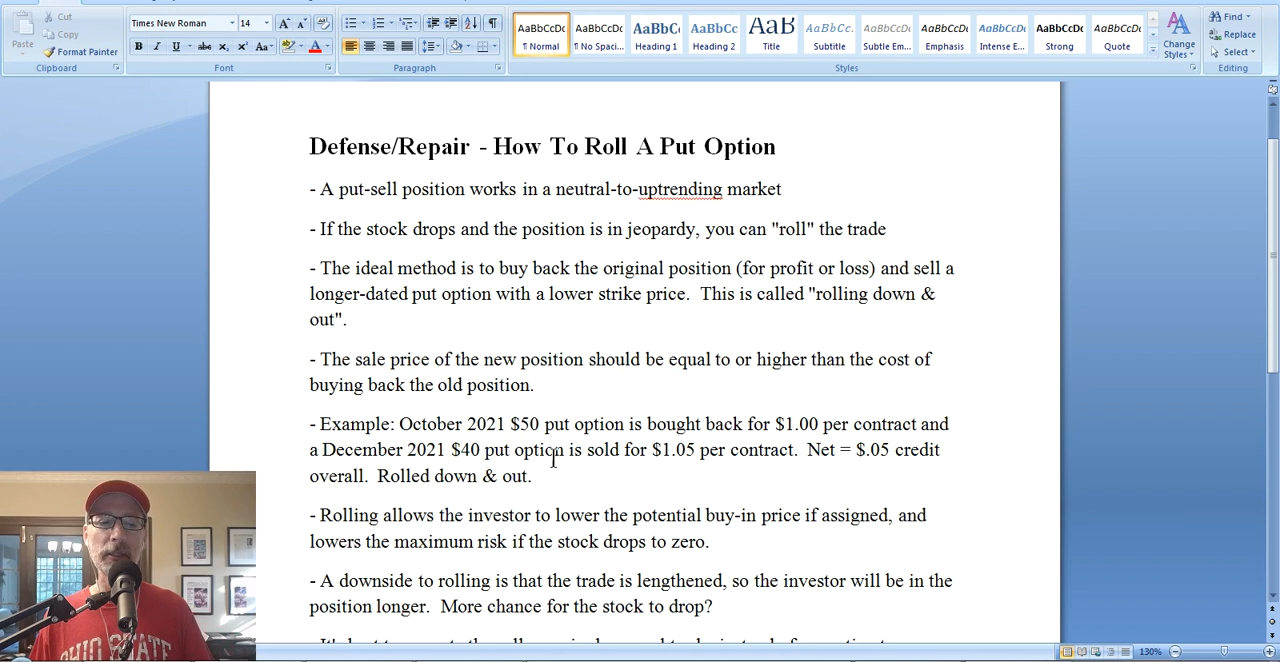 Cut
Copy
Paste
Format Painter
Clipboard
Times New Roman
14
B I U abc x₂ x² Aa
Font
Paragraph
AaBbCcDc AaBbCcDc AaBbC AaBbCc AaB AaBbCc. AaBbCcDc AaBbCcDc AaBbCcDi AaBbCcDc AaBbCcDi
¶ Normal ¶ No Spaci... Heading 1 Heading 2 Title Subtitle Subtle Em... Emphasis Intense E... Strong Quote
Change
Styles
Styles
Find
Replace
Select
Editing
Defense/Repair - How To Roll A Put Option
- A put-sell position works in a neutral-to-uptrending market
- If the stock drops and the position is in jeopardy, you can "roll" the trade
- The ideal method is to buy back the original position (for profit or loss) and sell a
longer-dated put option with a lower strike price. This is called "rolling down &
out".
- The sale price of the new position should be equal to or higher than the cost of
buying back the old position.
- Example: October 2021 $50 put option is bought back for $1.00 per contract and
a December 2021 $40 put option is sold for $1.05 per contract. Net = $.05 credit
overall. Rolled down & out.
- Rolling allows the investor to lower the potential buy-in price if assigned, and
lowers the maximum risk if the stock drops to zero.
- A downside to rolling is that the trade is lengthened, so the investor will be in the
position longer. More chance for the stock to drop?
OHIO STATE
130%